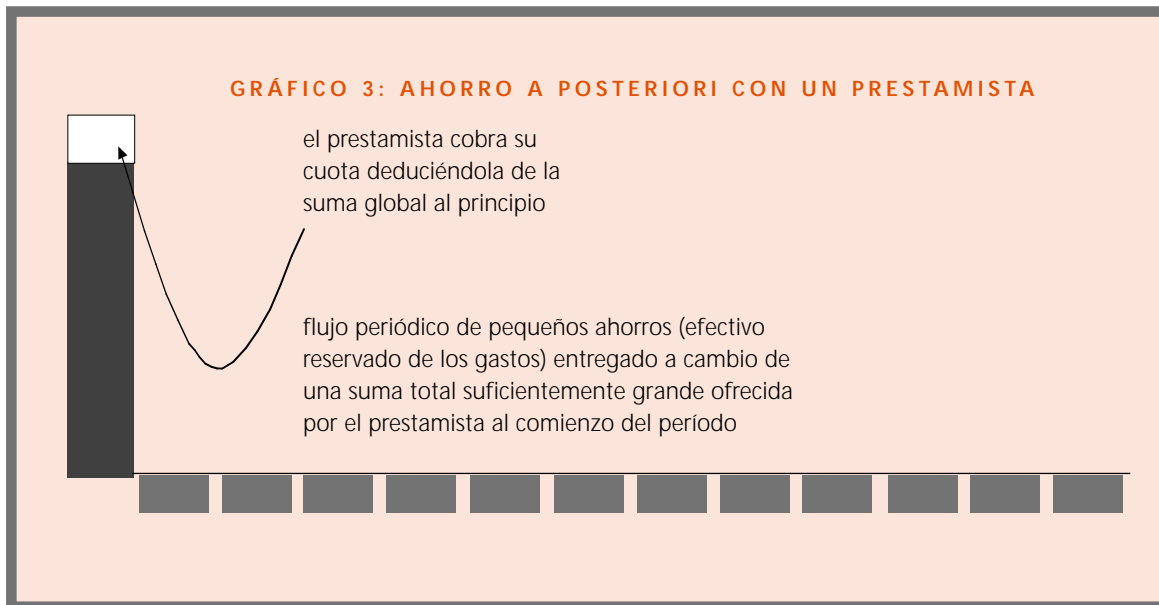 GRÁFICO 3: AHORRO A POSTERIORI CON UN PRESTAMISTA
el prestamista cobra su
cuota deduciéndola de la
suma global al principio
flujo periódico de pequeños ahorros (efectivo
reservado de los gastos) entregado a cambio de
una suma total suficientemente grande ofrecida
por el prestamista al comienzo del período